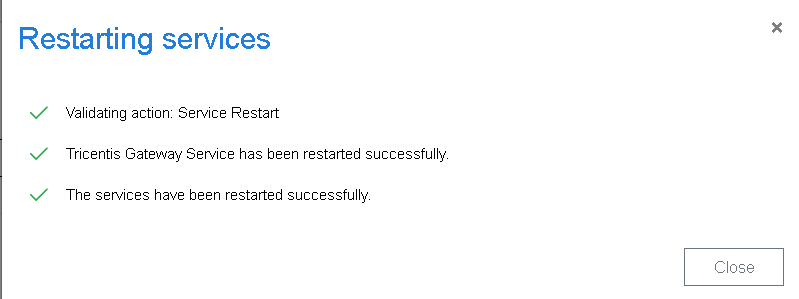 Restarting services
Validating action: Service Restart
Tricentis Gateway Service has been restarted successfully.
The services have been restarted successfully.
Close